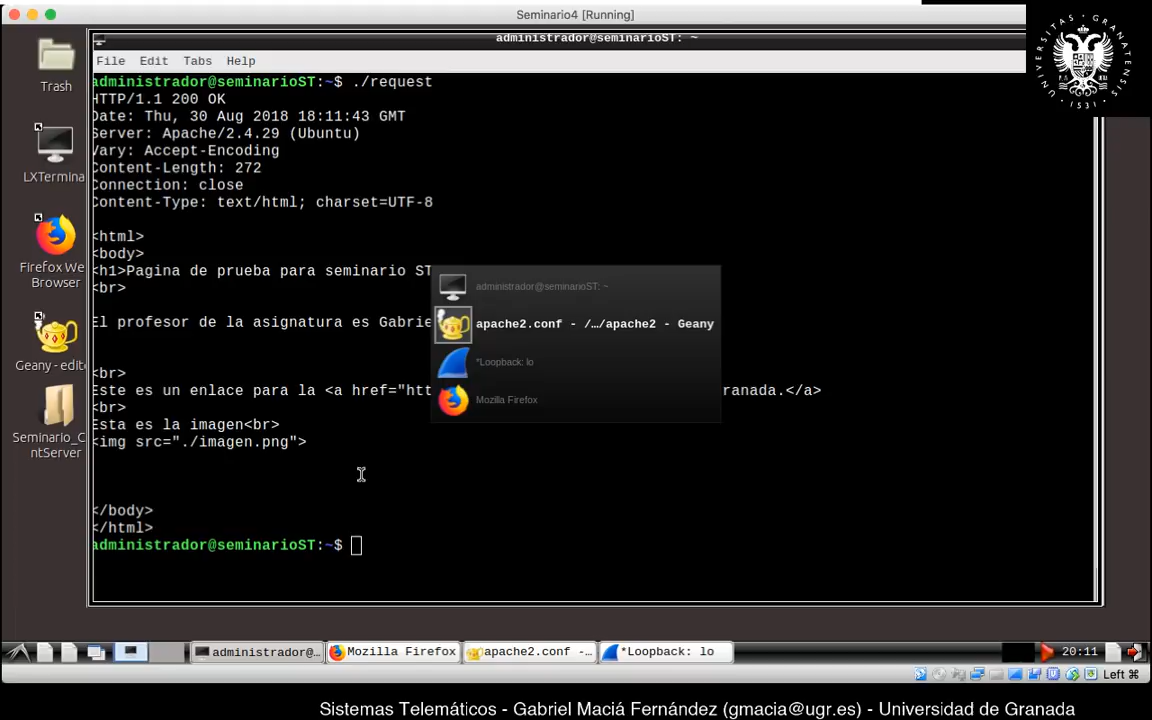 Seminario4 [Running]
administrador@seminarioST: ~
UNIVERSITAS GRANATENSIS
1531
File Edit Tabs Help
Trash
LXTermina
Firefox We
Browser
Geany - edit
Seminario_C
ntServer
administrador@seminarioST:~$ ./request
HTTP/1.1 200 OK
Date: Thu, 30 Aug 2018 18:11:43 GMT
Server: Apache/2.4.29 (Ubuntu)
Vary: Accept-Encoding
Content-Length: 272
Connection: close
Content-Type: text/html; charset=UTF-8
<html>
<body>
<h1>Pagina de prueba para seminario ST
<br>
El profesor de la asignatura es Gabrie
<br>
Este es un enlace para la <a href="htt ranada.</a>
<br>
Esta es la imagen<br>
<img src="./imagen.png">
</body>
</html>
administrador@seminarioST:~$
administrador@seminarioST: ~
apache2.conf - /…/apache2 - Geany
*Loopback: lo
Mozilla Firefox
administrador@... Mozilla Firefox apache2.conf -... *Loopback: lo 20:11
Left ⌘
Sistemas Telemáticos - Gabriel Maciá Fernández (gmacia@ugr.es) - Universidad de Granada